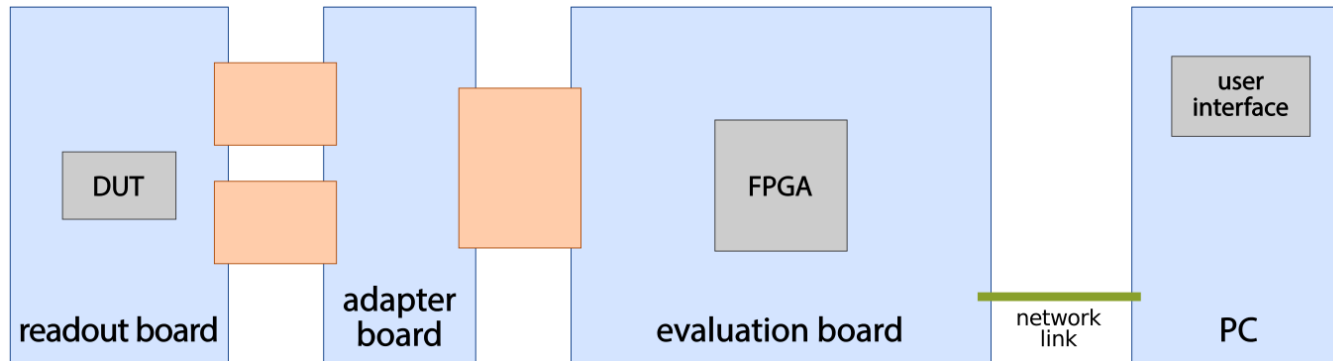 DUT
readout board
adapter
board
FPGA
evaluation board
network
link
user
interface
PC